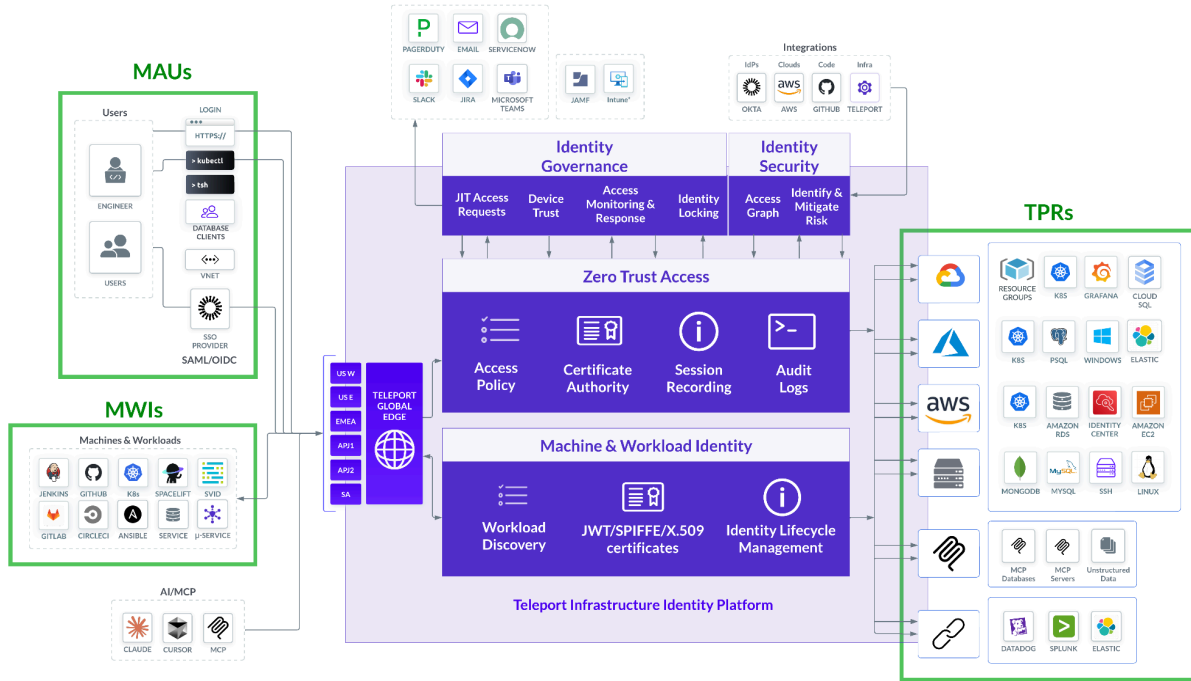 MAUs
Users
ENGINEER
USERS
LOGIN
HTTPS://
> kubectl
> tsh
DATABASE
CLIENTS
VNET
SSO
PROVIDER
SAML/OIDC
MWIs
Machines & Workloads
JENKINS
GITHUB
K8s
SPACELIFT
SVID
GITLAB
CIRCLECI
ANSIBLE
SERVICE
µ-SERVICE
AI/MCP
CLAUDE
CURSOR
MCP
PAGERDUTY
EMAIL
SERVICENOW
SLACK
JIRA
MICROSOFT
TEAMS
JAMF
Intune*
Integrations
IdPs
Clouds
Code
Infra
aws
OKTA
AWS
GITHUB
TELEPORT
Identity
Governance
Identity
Security
JIT Access
Requests
Device
Trust
Access
Monitoring &
Response
Identity
Locking
Access
Graph
Identify &
Mitigate
Risk
Zero Trust Access
Access
Policy
Certificate
Authority
Session
Recording
Audit
Logs
US W
US E
EMEA
APJ1
APJ2
SA
TELEPORT
GLOBAL
EDGE
Machine & Workload Identity
Workload
Discovery
JWT/SPIFFE/X.509
certificates
Identity Lifecycle
Management
Teleport Infrastructure Identity Platform
TPRs
aws
RESOURCE
GROUPS
K8S
GRAFANA
CLOUD
SQL
K8S
PSQL
WINDOWS
ELASTIC
K8S
AMAZON
RDS
IDENTITY
CENTER
AMAZON
EC2
MONGODB
MySQL
MYSQL
SSH
LINUX
MCP
Databases
MCP
Servers
Unstructured
Data
DATADOG
SPLUNK
ELASTIC